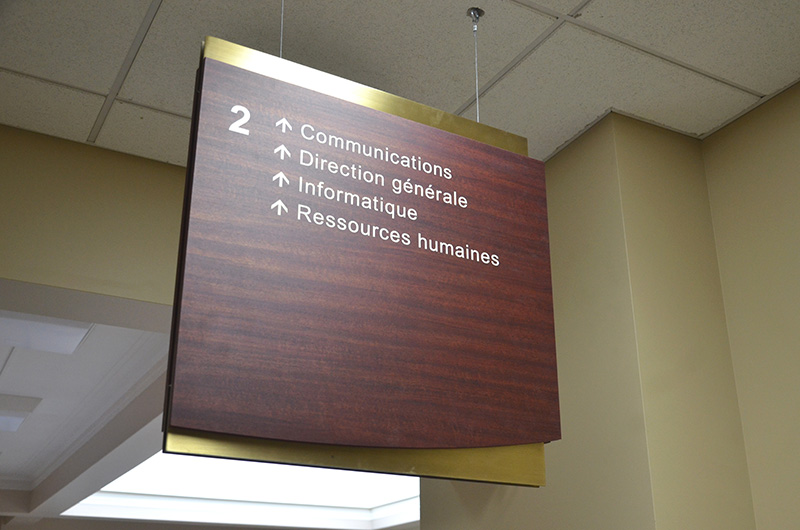 2 ↑ Communications
↑ Direction générale
↑ Informatique
↑ Ressources humaines